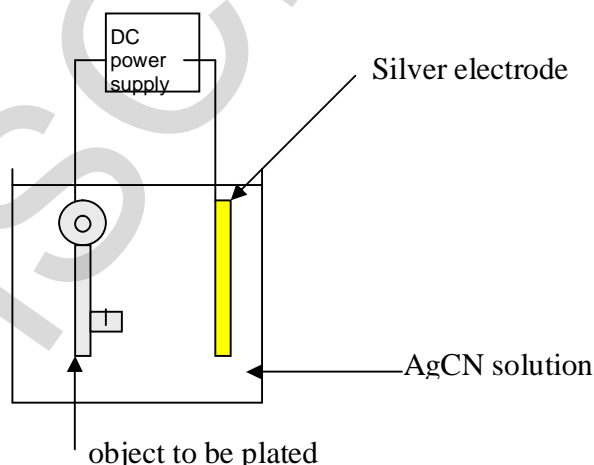 DC
power
supply
Silver electrode
AgCN solution
object to be plated